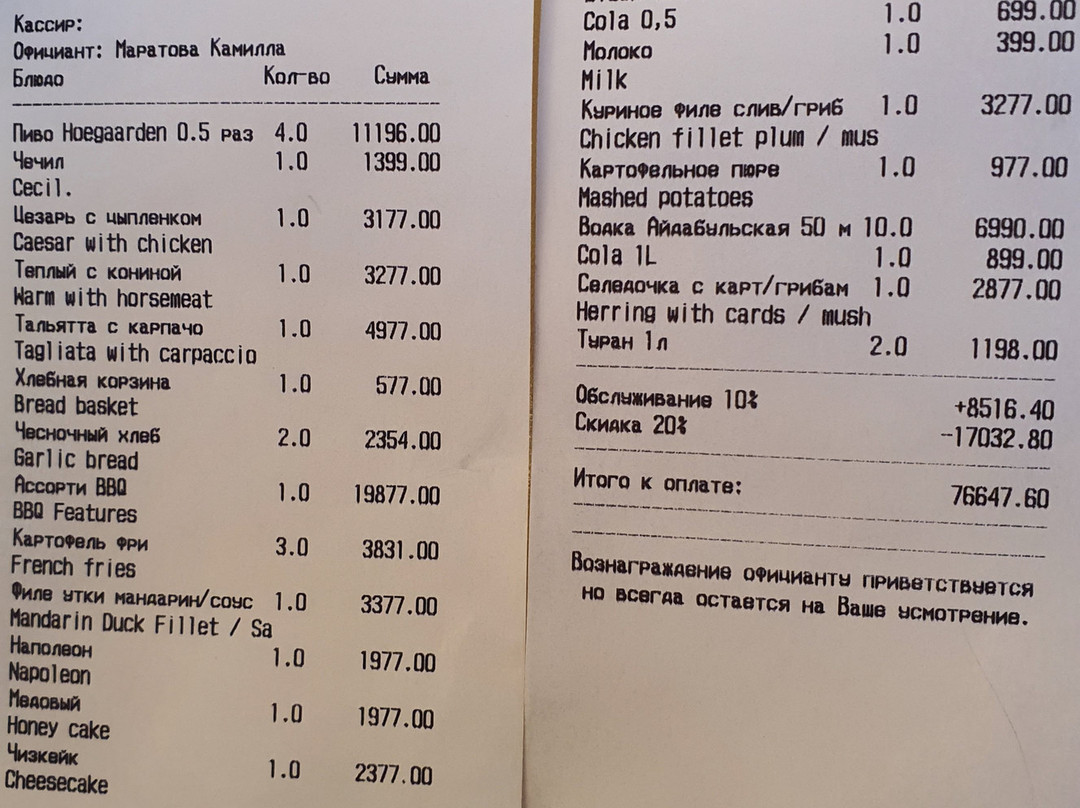 Кассир:
Официант: Маратова Камилла
Блюдо Кол-во Сумма
Пиво Hoegaarden 0.5 раз 4.0 11196.00
Чечил 1.0 1399.00
Cecil.
Цезарь с цыпленком 1.0 3177.00
Caesar with chicken
Теплый с кониной 1.0 3277.00
Warm with horsemeat
Тальятта с карпачо 1.0 4977.00
Tagliata with carpaccio
Хлебная корзина 1.0 577.00
Bread basket
Чесночный хлеб 2.0 2354.00
Garlic bread
Ассорти BBQ 1.0 19877.00
BBQ Features
Картофель фри 3.0 3831.00
French fries
Филе утки мандарин/соус 1.0 3377.00
Mandarin Duck Fillet / Sa
Наполеон 1.0 1977.00
Napoleon
Медовый 1.0 1977.00
Honey cake
Чизкейк 1.0 2377.00
Cheesecake
Cola 0,5 1.0 699.00
Молоко 1.0 399.00
Milk
Куриное филе слив/гриб 1.0 3277.00
Chicken fillet plum / mus
Картофельное пюре 1.0 977.00
Mashed potatoes
Водка Айдабульская 50 м 10.0 6990.00
Cola 1L 1.0 899.00
Селедочка с карт/грибам 1.0 2877.00
Herring with cards / mush
Туран 1л 2.0 1198.00
Обслуживание 10% +8516.40
Скидка 20% -17032.80
Итого к оплате: 76647.60
Вознаграждение официанту приветствуется
но всегда остается на Ваше усмотрение.